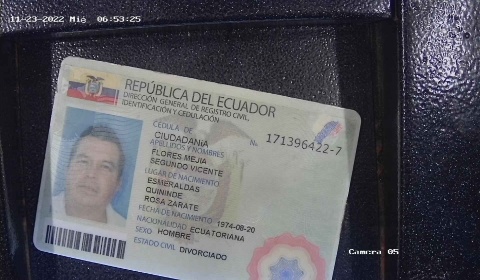 11-23-2022 Mié 06:53:25
REPÚBLICA DEL ECUADOR
DIRECCIÓN GENERAL DE REGISTRO CIVIL,
IDENTIFICACIÓN Y CEDULACIÓN
CÉDULA DE
CIUDADANÍA
No. 171396422-7
APELLIDOS Y NOMBRES
FLORES MEJIA
SEGUNDO VICENTE
LUGAR DE NACIMIENTO
ESMERALDAS
QUININDE
ROSA ZARATE
FECHA DE NACIMIENTO 1974-08-20
NACIONALIDAD ECUATORIANA
SEXO HOMBRE
ESTADO CIVIL DIVORCIADO
Camera 05